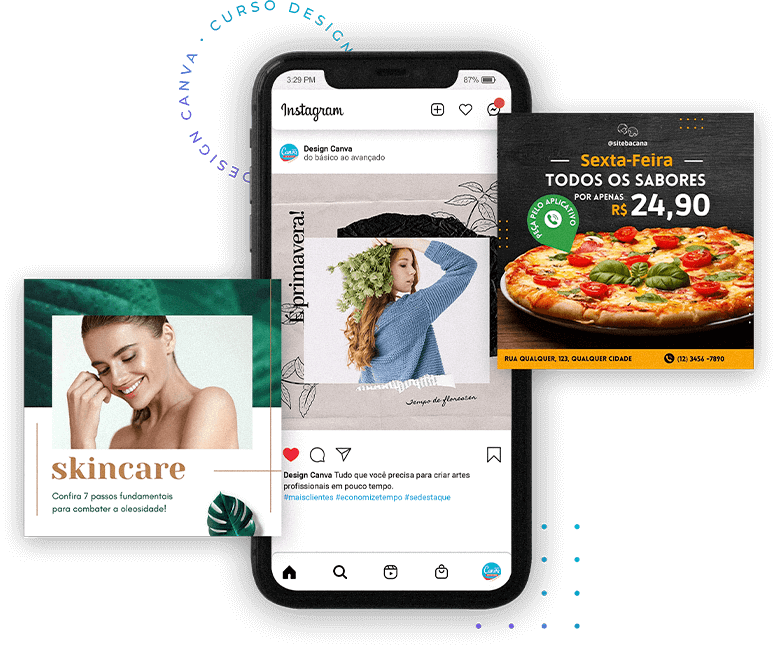 DESIGN CANVA • CURSO DESIGN
3:29 PM
87%
Instagram
Design Canva
do básico ao avançado
É primavera!
Tempo de florescer
Design Canva Tudo que você precisa para criar artes
profissionais em pouco tempo.
#maisclientes #economizetempo #sedestaque
Canva
@sitebacana
Sexta-Feira
TODOS OS SABORES
POR APENAS
R$ 24,90
PEÇA PELO APLICATIVO
RUA QUALQUER, 123, QUALQUER CIDADE
(12) 3456 -7890
skincare
Confira 7 passos fundamentais
para combater a oleosidade!
Canva